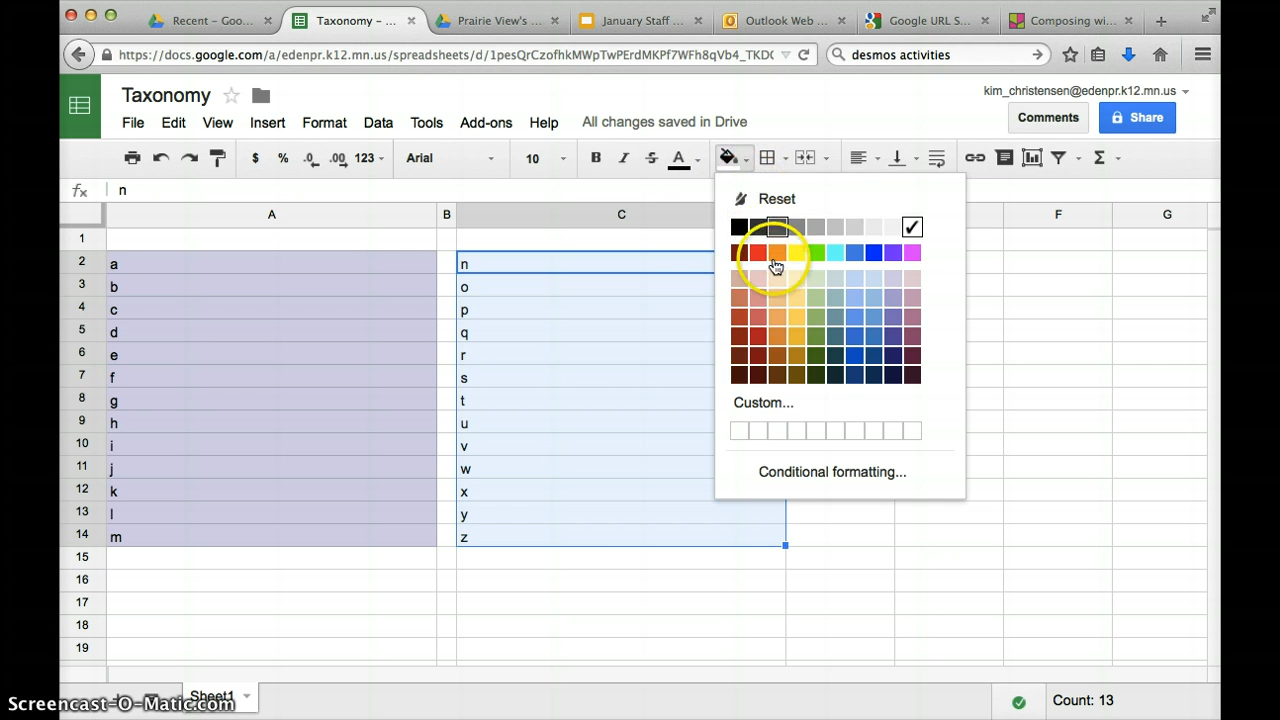 Recent – Goo...
Taxonomy – ...
Prairie View's ...
January Staff ...
Outlook Web ...
Google URL S...
Composing wi...
https://docs.google.com/a/edenpr.k12.mn.us/spreadsheets/d/1pesQrCzofhkMWpTwPErdMKPf7WFh8qVb4_TKD
desmos activities
Taxonomy
kim_christensen@edenpr.k12.mn.us
File Edit View Insert Format Data Tools Add-ons Help All changes saved in Drive
Comments
Share
$ % .0 .00 123 Arial 10 B I S A Σ
fx n
A B C F G
1
2 a n
3 b o
4 c p
5 d q
6 e r
7 f s
8 g t
9 h u
10 i v
11 j w
12 k x
13 l y
14 m z
15
16
17
18
19
Reset
Custom...
Conditional formatting...
Sheet1
Count: 13
Screencast-O-Matic.com